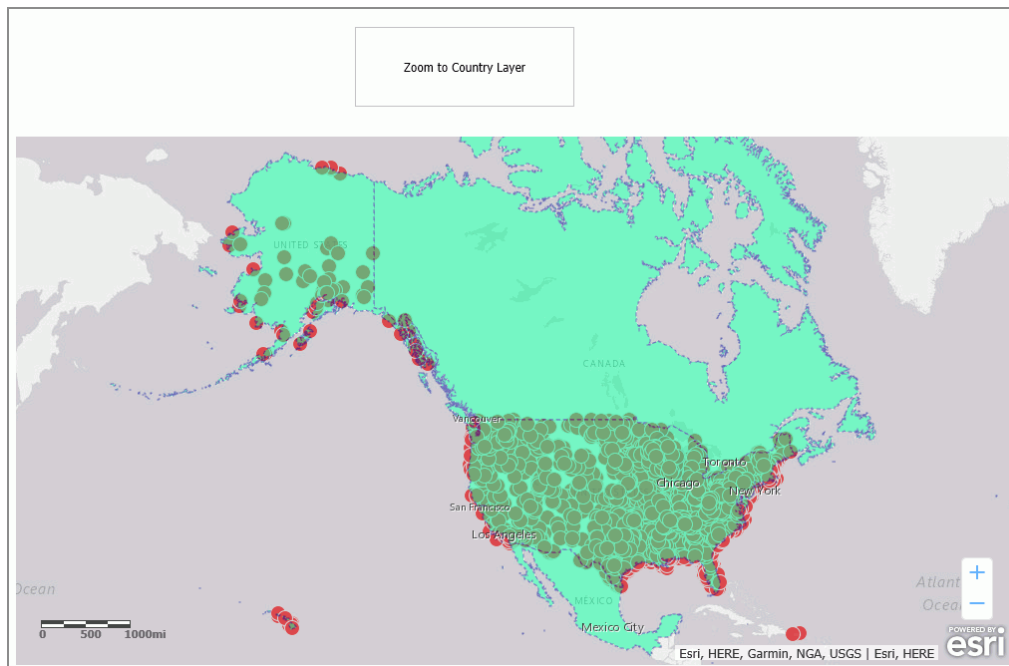 Zoom to Country Layer
UNITED STATES
CANADA
Vancouver
Toronto
Chicago
New York
San Francisco
Los Angeles
Ocean
Atlant
Ocea
MÉXICO
Mexico City
0 500 1000mi
+
−
Esri, HERE, Garmin, NGA, USGS | Esri, HERE
POWERED BY
esri